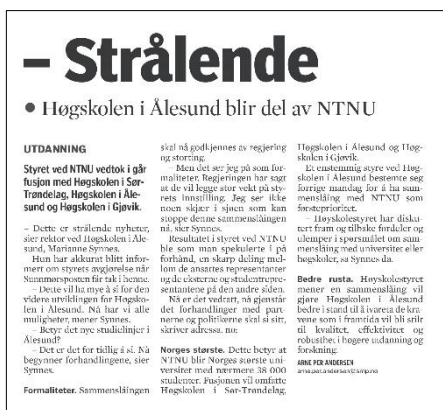 – Strålende
• Høgskolen i Ålesund blir del av NTNU
UTDANNING
Styret ved NTNU vedtok i går
fusjon med Høgskolen i Sør-
Trøndelag, Høgskolen i Åle-
sund og Høgskolen i Gjøvik.
– Dette er strålende nyheter,
sier rektor ved Høgskolen i Åle-
sund, Marianne Synnes.
Hun har akkurat blitt infor-
mert om styrets avgjørelse når
Sunnmørsposten får tak i henne.
– Dette vil ha mye å si for den
videre utviklingen for Høgsko-
len i Ålesund. Nå har vi alle
muligheter, mener Synnes.
– Betyr det nye studielinjer i
Ålesund?
– Det er det for tidlig å si. Nå
begynner forhandlingene, sier
Synnes.
Formaliteter. Sammenslåingen
skal nå godkjennes av regjering
og storting.
– Men det ser jeg på som for-
maliteter. Regjeringen har sagt
at de vil legge stor vekt på sty-
rets innstilling. Jeg ser ikke
noen skjær i sjøen som kan
stoppe denne sammenslåingen
nå, sier Synnes.
Resultatet i styret ved NTNU
ble som man spekulerte i på
forhånd, en skarp deling mel-
lom de ansattes representanter
og de eksterne og studentrepre-
sentantene på den andre siden.
Nå er det vedtatt, nå gjenstår
det forhandlinger med part-
nerne og politikerne skal si sitt,
skriver adressa. no:
Norges største. Dette betyr at
NTNU blir Norges største uni-
versitet med nærmere 38 000
studenter. Fusjonen vil omfatte
Høgskolen i Sør-Trøndelag,
Høgskolen i Ålesund og Høg-
skolen i Gjøvik.
Et enstemmig styre ved Høg-
skolen i Ålesund bestemte seg
forrige mandag for å ha sam-
menslåing med NTNU som
førsteprioritet.
– Høgskolestyret har disku-
tert fram og tilbake fordeler og
ulemper i spørsmålet om sam-
menslåing med universitet eller
høgskoler, sa Synnes da.
Bedre rusta. Høgskolestyret
mener en sammenslåing vil
gjøre Høgskolen i Ålesund
bedre i stand til å ivareta de kra-
vene som i framtida vil bli stilt
til kvalitet, effektivitet og
robusthet i høgere utdanning og
forskning.
ARNE PER ANDERSEN